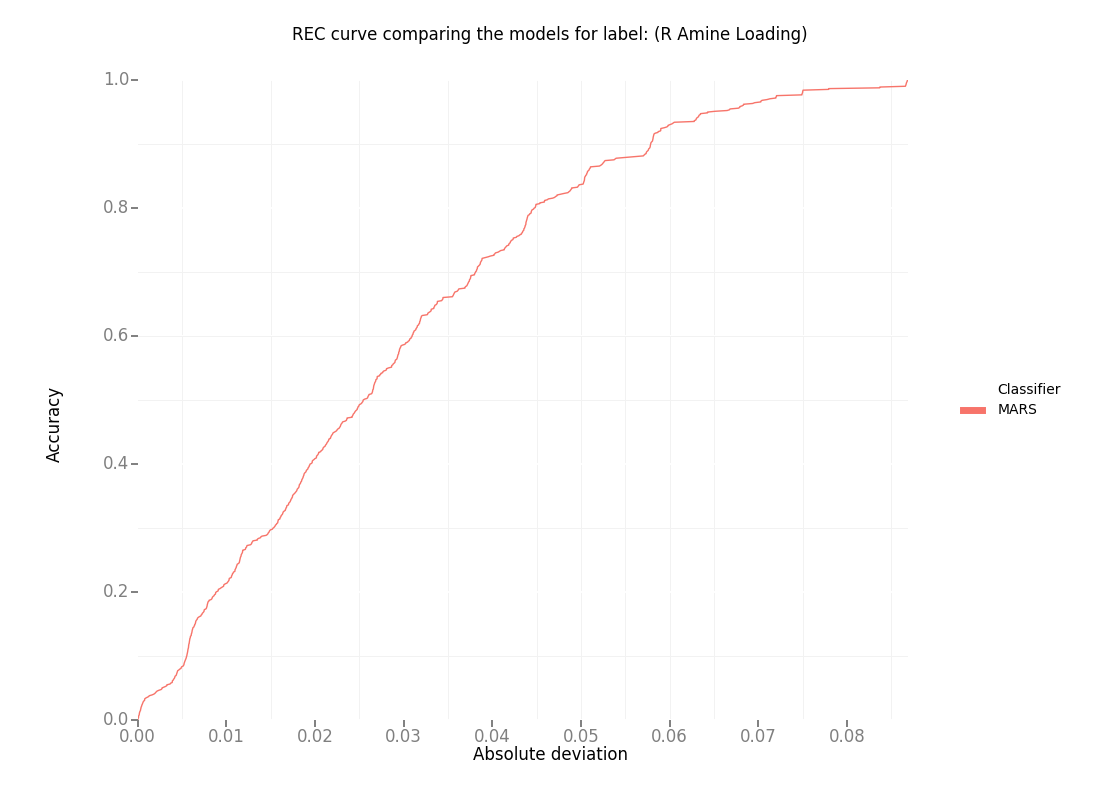 REC curve comparing the models for label: (R Amine Loading)
1.0
0.8
0.6
0.4
0.2
0.0
Accuracy
0.00 0.01 0.02 0.03 0.04 0.05 0.06 0.07 0.08
Absolute deviation
Classifier
MARS